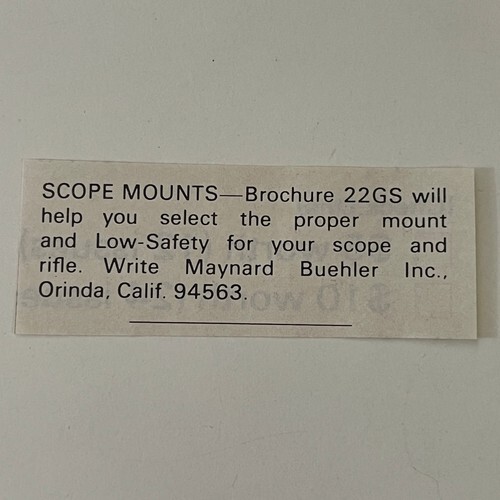 SCOPE MOUNTS—Brochure 22GS will
help you select the proper mount
and Low-Safety for your scope and
rifle. Write Maynard Buehler Inc.,
Orinda, Calif. 94563.